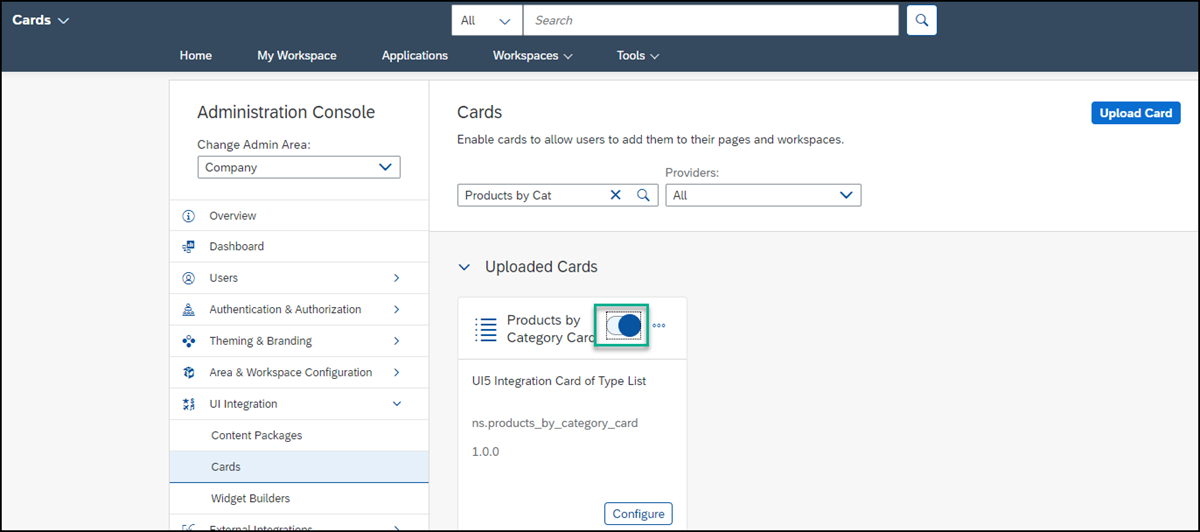 Cards
All
Search
Home
My Workspace
Applications
Workspaces
Tools
Administration Console
Change Admin Area:
Company
Overview
Dashboard
Users
Authentication & Authorization
Theming & Branding
Area & Workspace Configuration
UI Integration
Content Packages
Cards
Widget Builders
External Integrations
Cards
Upload Card
Enable cards to allow users to add them to their pages and workspaces.
Providers:
Products by Cat
All
Uploaded Cards
Products by
Category Card
UI5 Integration Card of Type List
ns.products_by_category_card
1.0.0
Configure